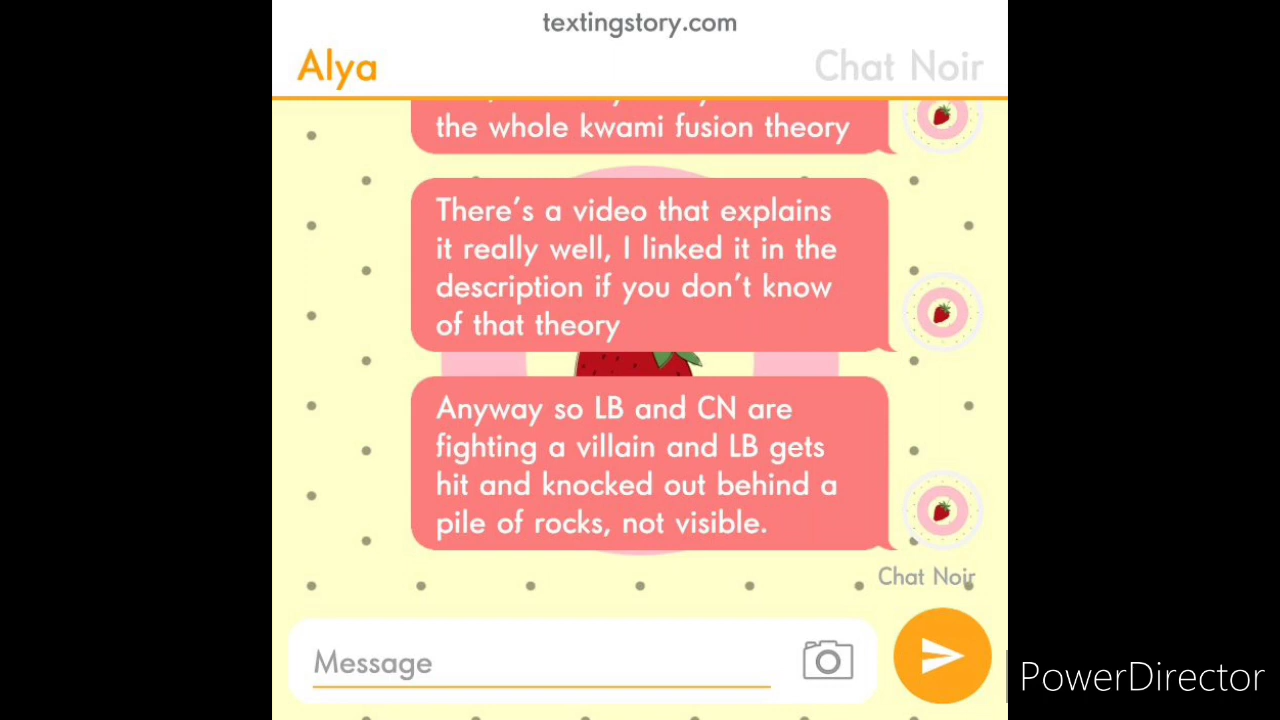 textingstory.com
Alya
Chat Noir
the whole kwami fusion theory
There's a video that explains
it really well, I linked it in the
description if you don't know
of that theory
Anyway so LB and CN are
fighting a villain and LB gets
hit and knocked out behind a
pile of rocks, not visible.
Chat Noir
Message
PowerDirector